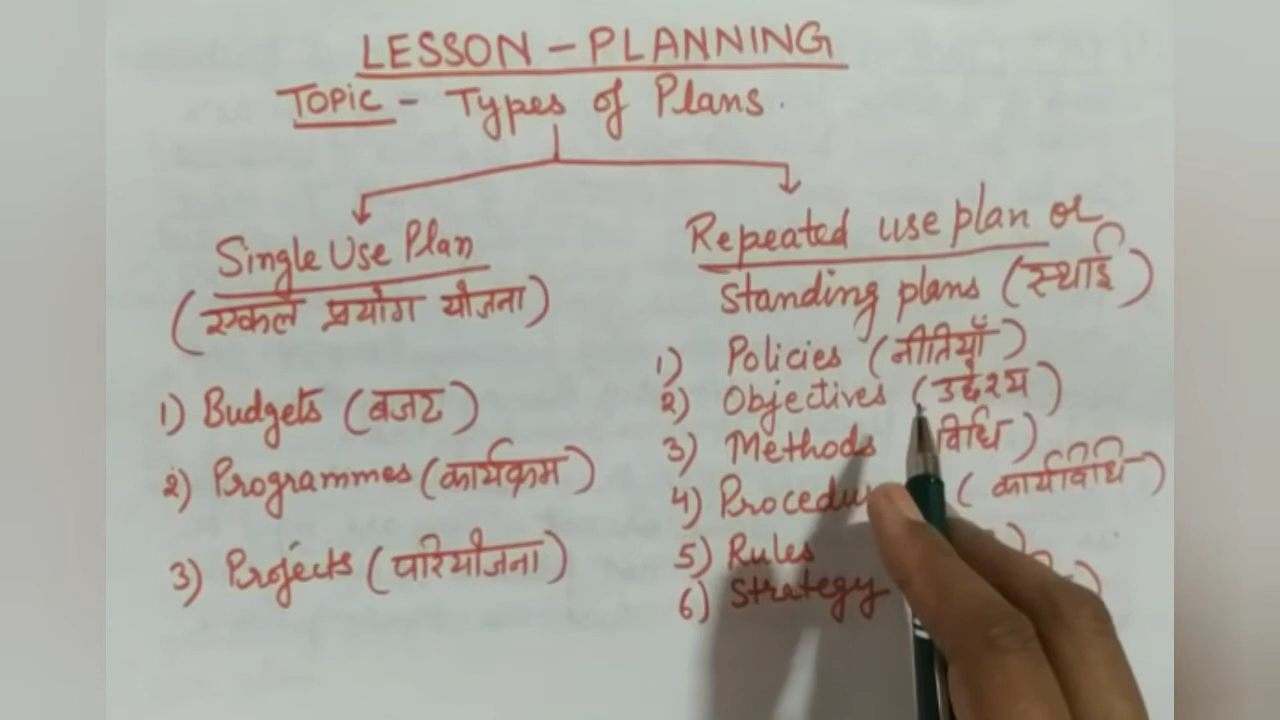 LESSON - PLANNING
TOPIC - Types of Plans.
Single Use Plan
(एकल प्रयोग योजना)
1) Budgets (बजट)
2) Programmes (कार्यक्रम)
3) Projects (परियोजना)
Repeated use plan or
Standing plans (स्थाई)
1) Policies (नीतियाँ)
2) Objectives (उद्देश्य)
3) Methods विधि)
4) (कार्यविधि)
5) Rules
6) Strategy